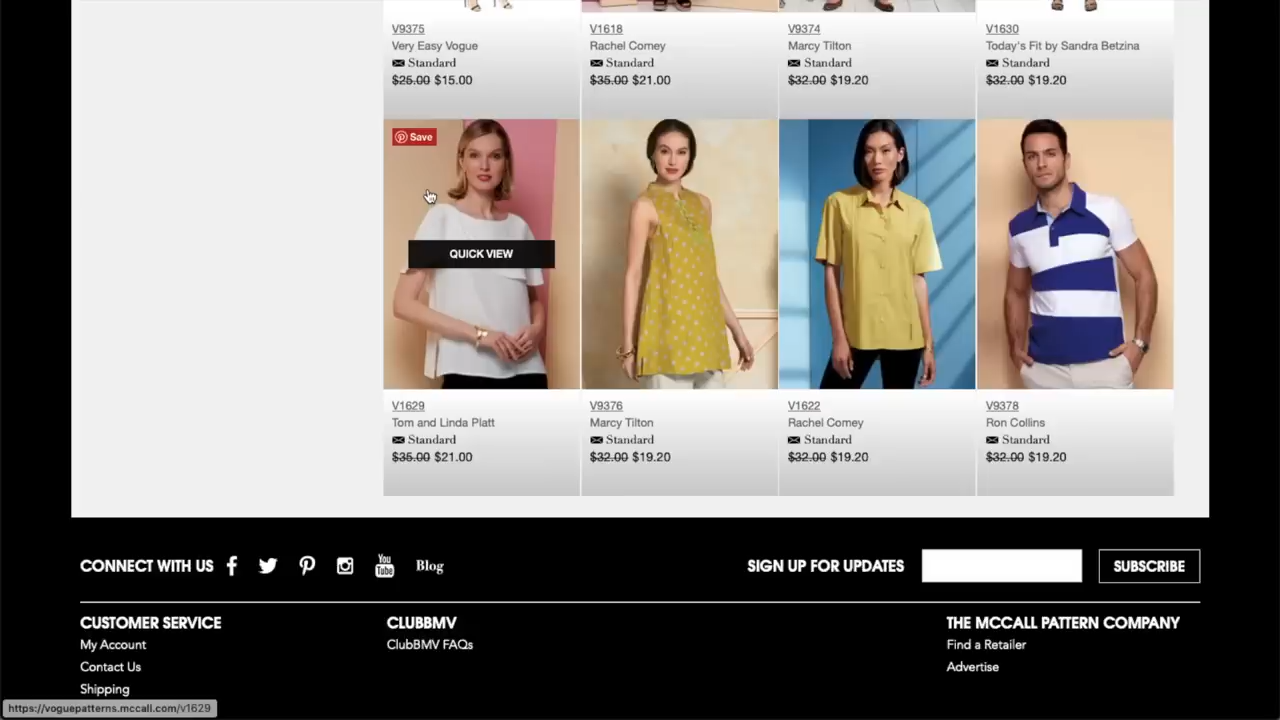 V9375
Very Easy Vogue
Standard
$25.00 $15.00
V1618
Rachel Comey
Standard
$35.00 $21.00
V9374
Marcy Tilton
Standard
$32.00 $19.20
V1630
Today's Fit by Sandra Betzina
Standard
$32.00 $19.20
Save
QUICK VIEW
V1629
Tom and Linda Platt
Standard
$35.00 $21.00
V9376
Marcy Tilton
Standard
$32.00 $19.20
V1622
Rachel Comey
Standard
$32.00 $19.20
V9378
Ron Collins
Standard
$32.00 $19.20
CONNECT WITH US
You
Tube
Blog
SIGN UP FOR UPDATES
SUBSCRIBE
CUSTOMER SERVICE
My Account
Contact Us
Shipping
CLUBBMV
ClubBMV FAQs
THE MCCALL PATTERN COMPANY
Find a Retailer
Advertise
https://voguepatterns.mccall.com/v1629